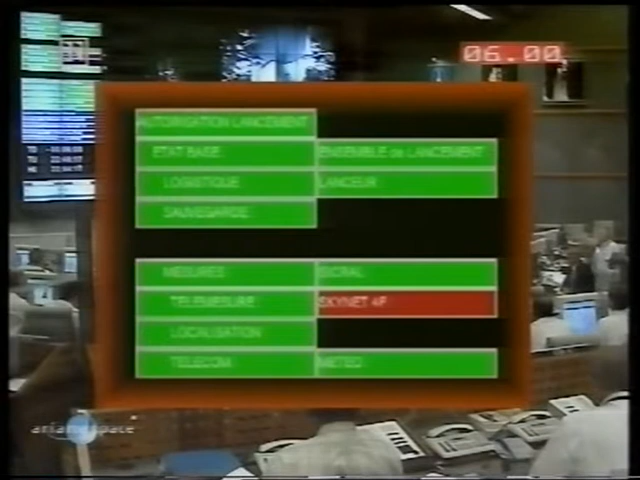 06.00
AUTORISATION LANCEMENT
ETAT BASE
ENSEMBLE de LANCEMENT
LOGISTIQUE
LANCEUR
SAUVEGARDE
MESURES
SICRAL
TELEMESURE
SKYNET 4F
LOCALISATION
TELECOM
METEO
arianespace